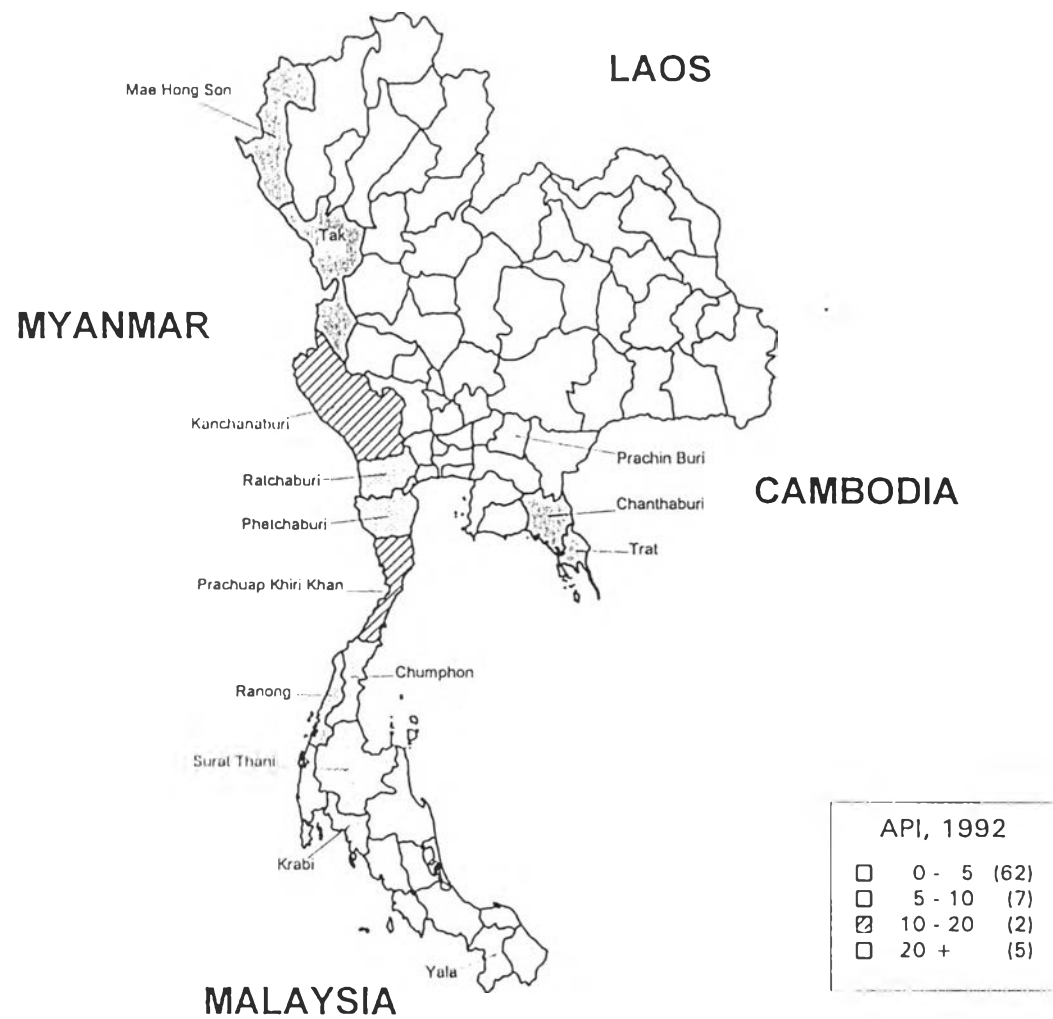 LAOS
Mae Hong Son
Tak
MYANMAR
Kanchanaburi
Prachin Buri
Ratchaburi
CAMBODIA
Chanthaburi
Phetchaburi
Trat
Prachuap Khiri Khan
Chumphon
Ranong
Surat Thani
API, 1992
0 - 5 (62)
5 - 10 (7)
10 - 20 (2)
20 + (5)
Krabi
Yala
MALAYSIA